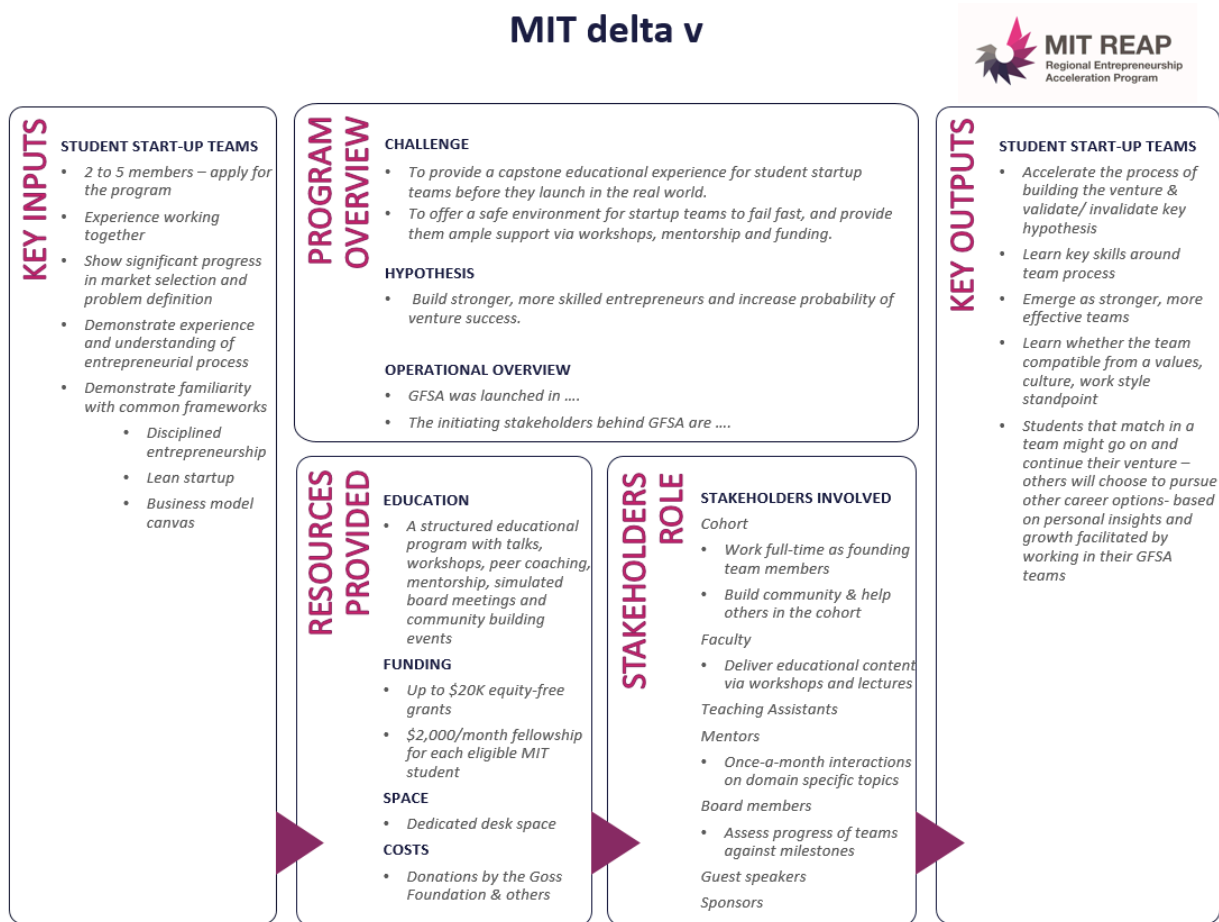 MIT delta v
MIT REAP
Regional Entrepreneurship
Acceleration Program
KEY INPUTS
STUDENT START-UP TEAMS
• 2 to 5 members – apply for
the program
• Experience working
together
• Show significant progress
in market selection and
problem definition
• Demonstrate experience
and understanding of
entrepreneurial process
• Demonstrate familiarity
with common frameworks
• Disciplined
entrepreneurship
• Lean startup
• Business model
canvas
PROGRAM
OVERVIEW
CHALLENGE
• To provide a capstone educational experience for student startup
teams before they launch in the real world.
• To offer a safe environment for startup teams to fail fast, and provide
them ample support via workshops, mentorship and funding.
HYPOTHESIS
• Build stronger, more skilled entrepreneurs and increase probability of
venture success.
OPERATIONAL OVERVIEW
• GFSA was launched in ....
• The initiating stakeholders behind GFSA are ....
RESOURCES
PROVIDED
EDUCATION
• A structured educational
program with talks,
workshops, peer coaching,
mentorship, simulated
board meetings and
community building
events
FUNDING
• Up to $20K equity-free
grants
• $2,000/month fellowship
for each eligible MIT
student
SPACE
• Dedicated desk space
COSTS
• Donations by the Goss
Foundation & others
STAKEHOLDERS
ROLE
STAKEHOLDERS INVOLVED
Cohort
• Work full-time as founding
team members
• Build community & help
others in the cohort
Faculty
• Deliver educational content
via workshops and lectures
Teaching Assistants
Mentors
• Once-a-month interactions
on domain specific topics
Board members
• Assess progress of teams
against milestones
Guest speakers
Sponsors
KEY OUTPUTS
STUDENT START-UP TEAMS
• Accelerate the process of
building the venture &
validate/ invalidate key
hypothesis
• Learn key skills around
team process
• Emerge as stronger, more
effective teams
• Learn whether the team
compatible from a values,
culture, work style
standpoint
• Students that match in a
team might go on and
continue their venture –
others will choose to pursue
other career options- based
on personal insights and
growth facilitated by
working in their GFSA
teams